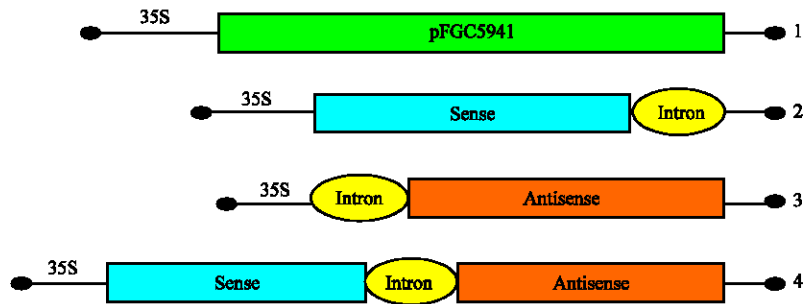 35S pFGC5941 1
35S Sense Intron 2
35S Intron Antisense 3
35S Sense Intron Antisense 4